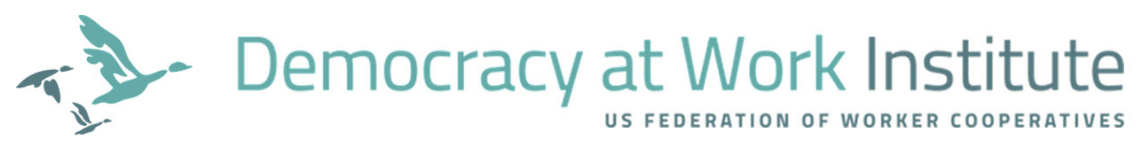 Democracy at Work Institute
US FEDERATION OF WORKER COOPERATIVES